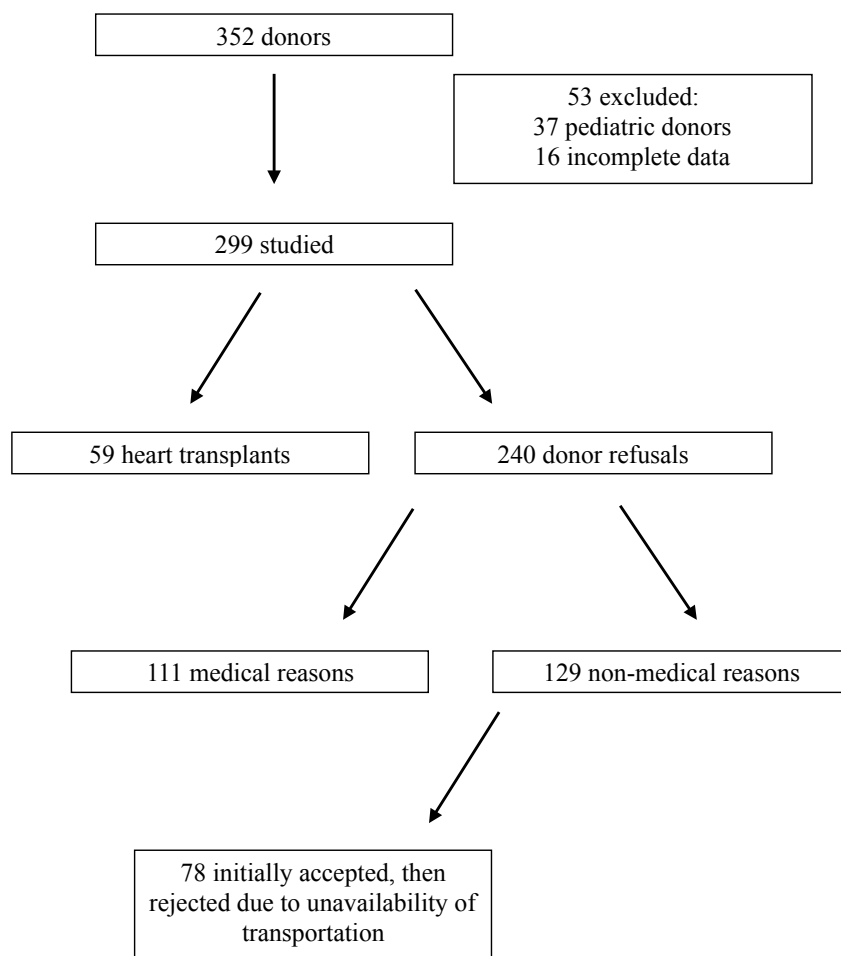 352 donors
53 excluded:
37 pediatric donors
16 incomplete data
299 studied
59 heart transplants
240 donor refusals
111 medical reasons
129 non-medical reasons
78 initially accepted, then
rejected due to unavailability of
transportation